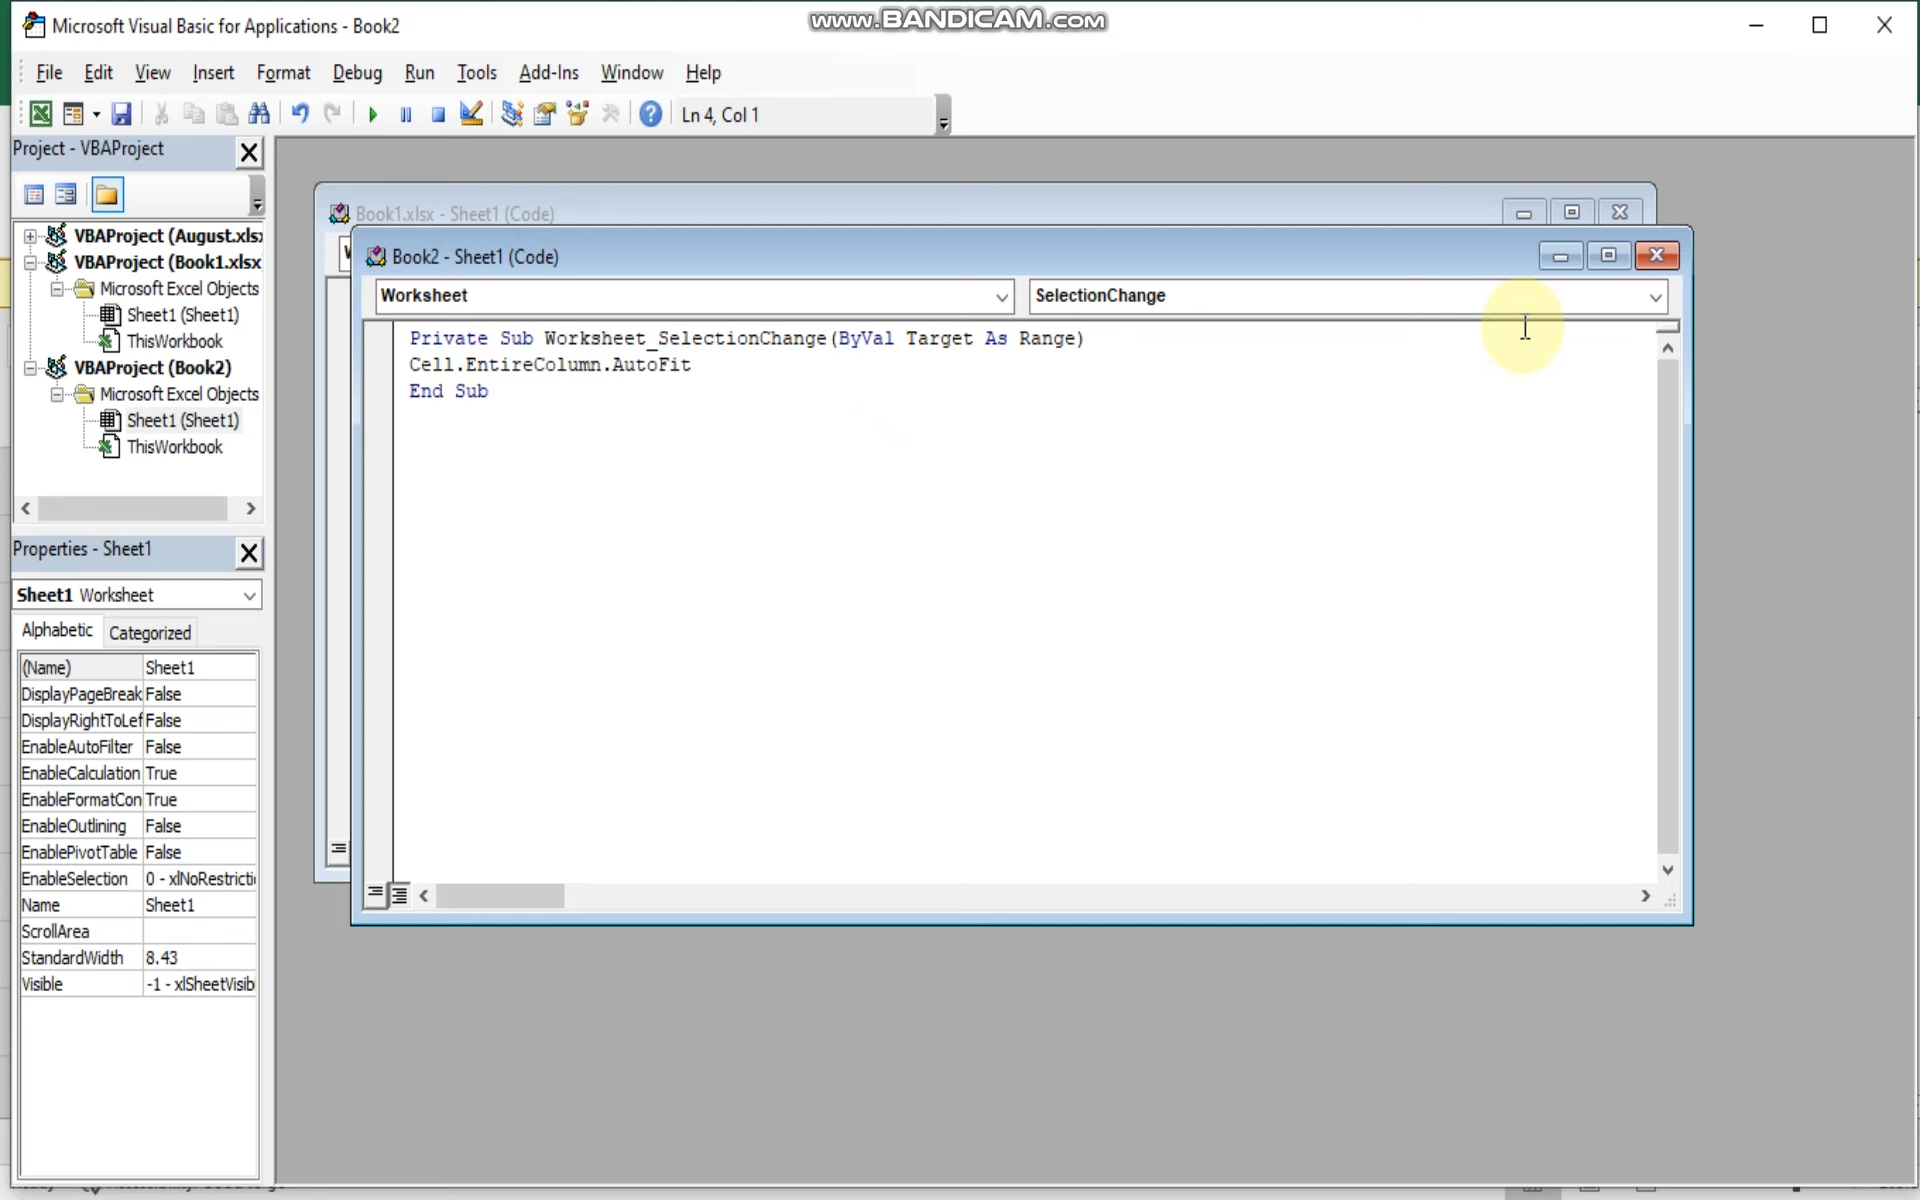 Microsoft Visual Basic for Applications - Book2
www.BANDICAM.com
File Edit View Insert Format Debug Run Tools Add-Ins Window Help
Ln 4, Col 1
Project - VBAProject
VBAProject (August.xlsx
VBAProject (Book1.xlsx
Microsoft Excel Objects
Sheet1 (Sheet1)
ThisWorkbook
VBAProject (Book2)
Microsoft Excel Objects
Sheet1 (Sheet1)
ThisWorkbook
Properties - Sheet1
Sheet1 Worksheet
Alphabetic Categorized
(Name) Sheet1
DisplayPageBreak False
DisplayRightToLef False
EnableAutoFilter False
EnableCalculation True
EnableFormatCon True
EnableOutlining False
EnablePivotTable False
EnableSelection 0 - xlNoRestricti
Name Sheet1
ScrollArea
StandardWidth 8.43
Visible -1 - xlSheetVisib
Book1.xlsx - Sheet1 (Code)
Book2 - Sheet1 (Code)
Worksheet SelectionChange
Private Sub Worksheet_SelectionChange(ByVal Target As Range)
Cell.EntireColumn.AutoFit
End Sub